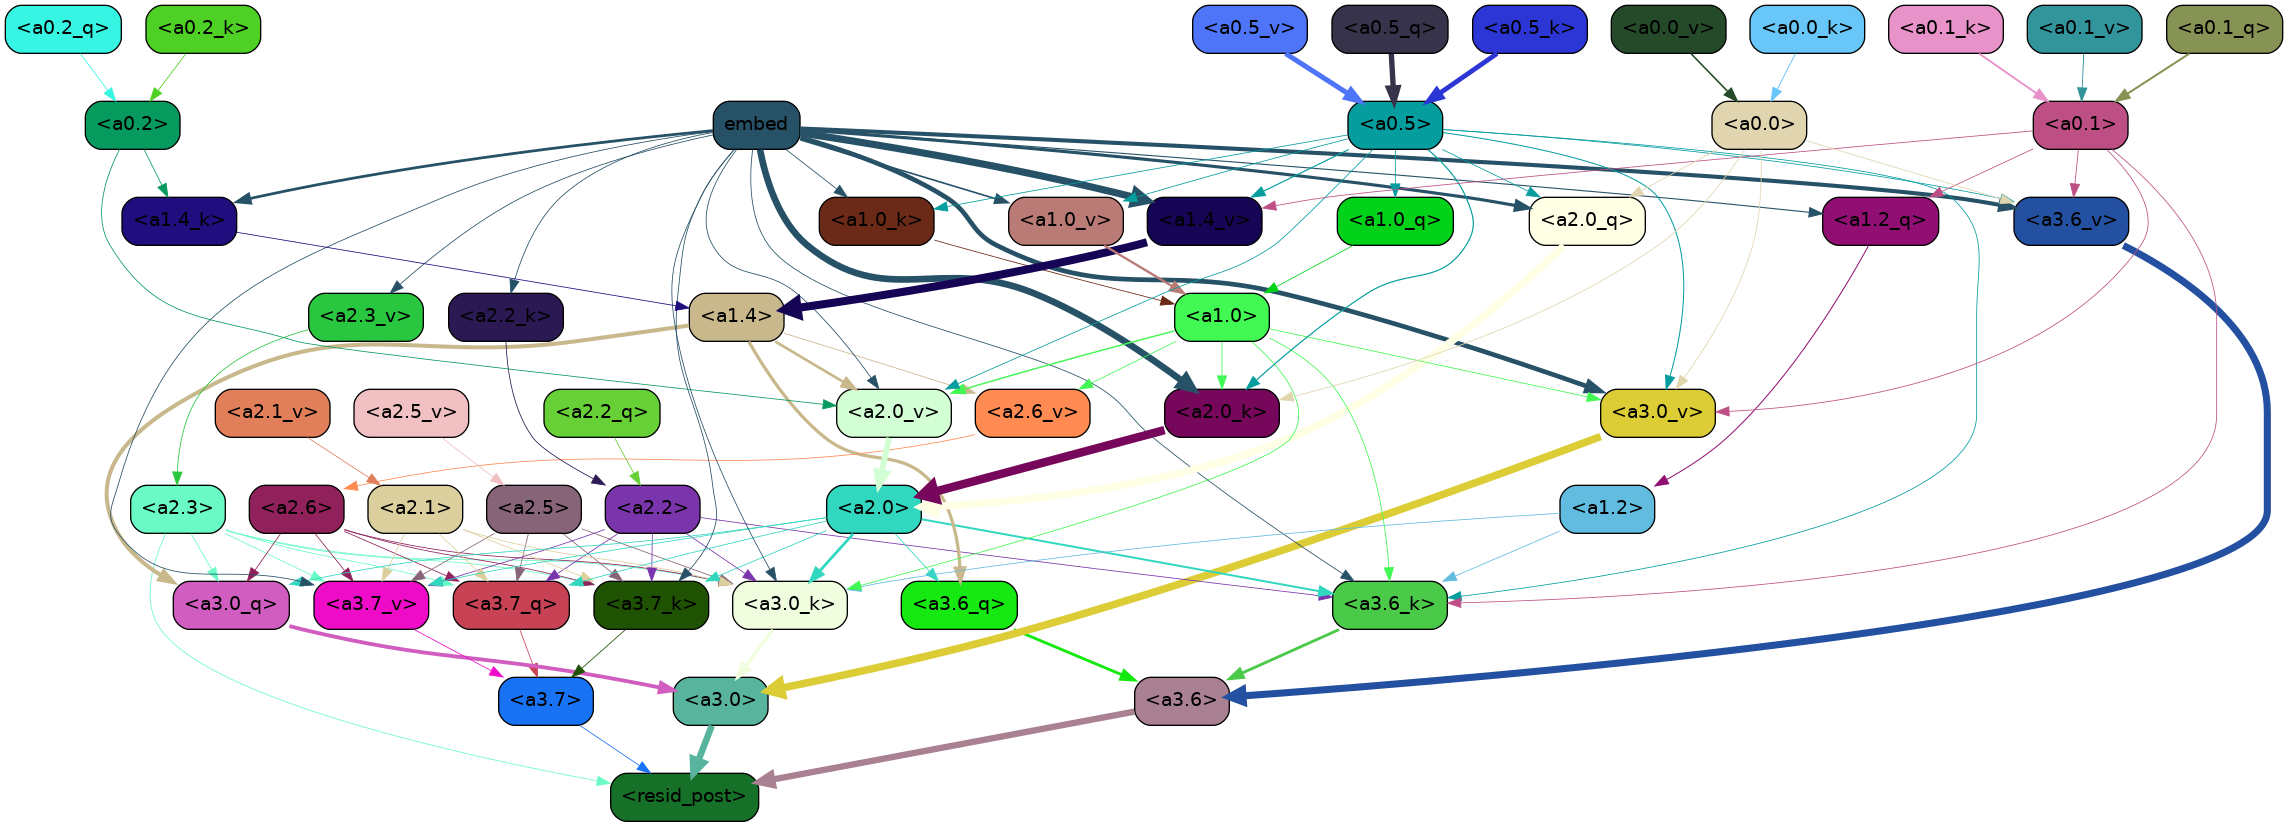 <a0.2_q> <a0.2_k> <a0.5_v> <a0.5_q> <a0.5_k> <a0.0_v> <a0.0_k> <a0.1_k> <a0.1_v> <a0.1_q>
<a0.2> embed <a0.5> <a0.0> <a0.1>
<a1.4_k> <a1.0_k> <a1.0_v> <a1.4_v> <a1.0_q> <a2.0_q> <a1.2_q> <a3.6_v>
<a2.3_v> <a2.2_k> <a1.4> <a1.0>
<a2.1_v> <a2.5_v> <a2.2_q> <a2.0_v> <a2.6_v> <a2.0_k> <a3.0_v>
<a2.3> <a2.6> <a2.1> <a2.5> <a2.2> <a2.0> <a1.2>
<a3.0_q> <a3.7_v> <a3.7_q> <a3.7_k> <a3.0_k> <a3.6_q> <a3.6_k>
<a3.7> <a3.0> <a3.6>
<resid_post>